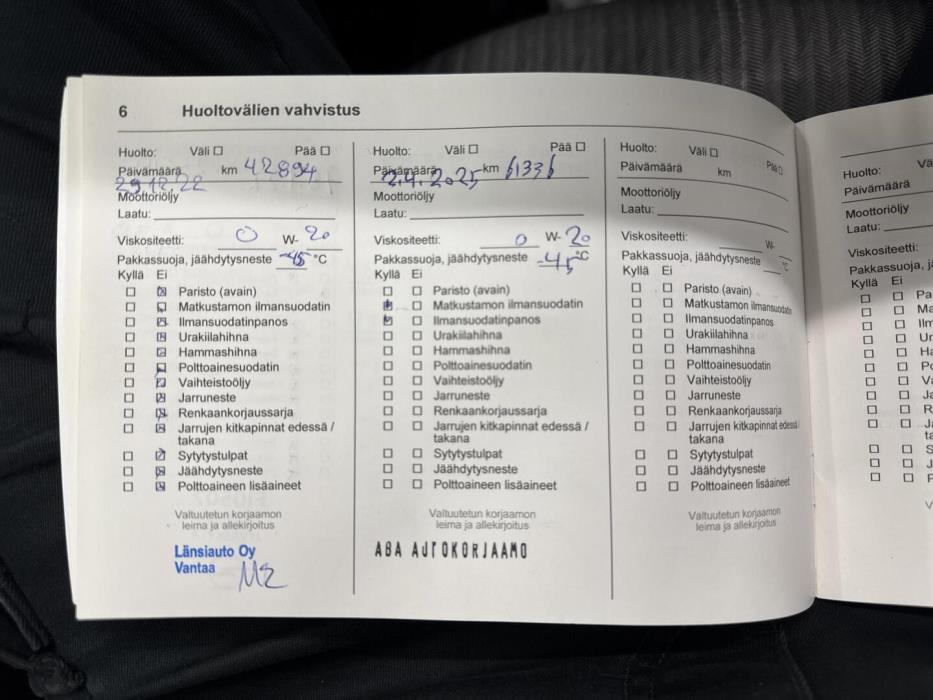 6 Huoltovälien vahvistus
Huolto: Väli ☐ Pää ☐
Päivämäärä km 42894
29.12.22
Moottoriöljy
Laatu:
Viskositeetti: 0 W- 20
Pakkassuoja, jäähdytysneste -45 °C
Kyllä Ei
Paristo (avain)
Matkustamon ilmansuodatin
Ilmansuodatinpanos
Urakiilahihna
Hammashihna
Polttoainesuodatin
Vaihteistoöljy
Jarruneste
Renkaankorjaussarja
Jarrujen kitkapinnat edessä /
takana
Sytytystulpat
Jäähdytysneste
Polttoaineen lisäaineet
Valtuutetun korjaamon
leima ja allekirjoitus
Länsiauto Oy
Vantaa
Huolto: Väli ☐ Pää ☐
Päivämäärä km 61336
2.4.2025
Moottoriöljy
Laatu:
Viskositeetti: 0 W- 20
Pakkassuoja, jäähdytysneste -45 °C
Kyllä Ei
Paristo (avain)
Matkustamon ilmansuodatin
Ilmansuodatinpanos
Urakiilahihna
Hammashihna
Polttoainesuodatin
Vaihteistoöljy
Jarruneste
Renkaankorjaussarja
Jarrujen kitkapinnat edessä /
takana
Sytytystulpat
Jäähdytysneste
Polttoaineen lisäaineet
Valtuutetun korjaamon
leima ja allekirjoitus
ABA AUTOKORJAAMO
Huolto: Väli ☐ Pää ☐
Päivämäärä km
Moottoriöljy
Laatu:
Viskositeetti: W-
Pakkassuoja, jäähdytysneste °C
Kyllä Ei
Paristo (avain)
Matkustamon ilmansuodatin
Ilmansuodatinpanos
Urakiilahihna
Hammashihna
Polttoainesuodatin
Vaihteistoöljy
Jarruneste
Renkaankorjaussarja
Jarrujen kitkapinnat edessä /
takana
Sytytystulpat
Jäähdytysneste
Polttoaineen lisäaineet
Valtuutetun korjaamon
leima ja allekirjoitus
Huolto:
Päivämäärä
Moottoriöljy
Laatu:
Viskositeetti:
Pakkassuoja,
Kyllä Ei